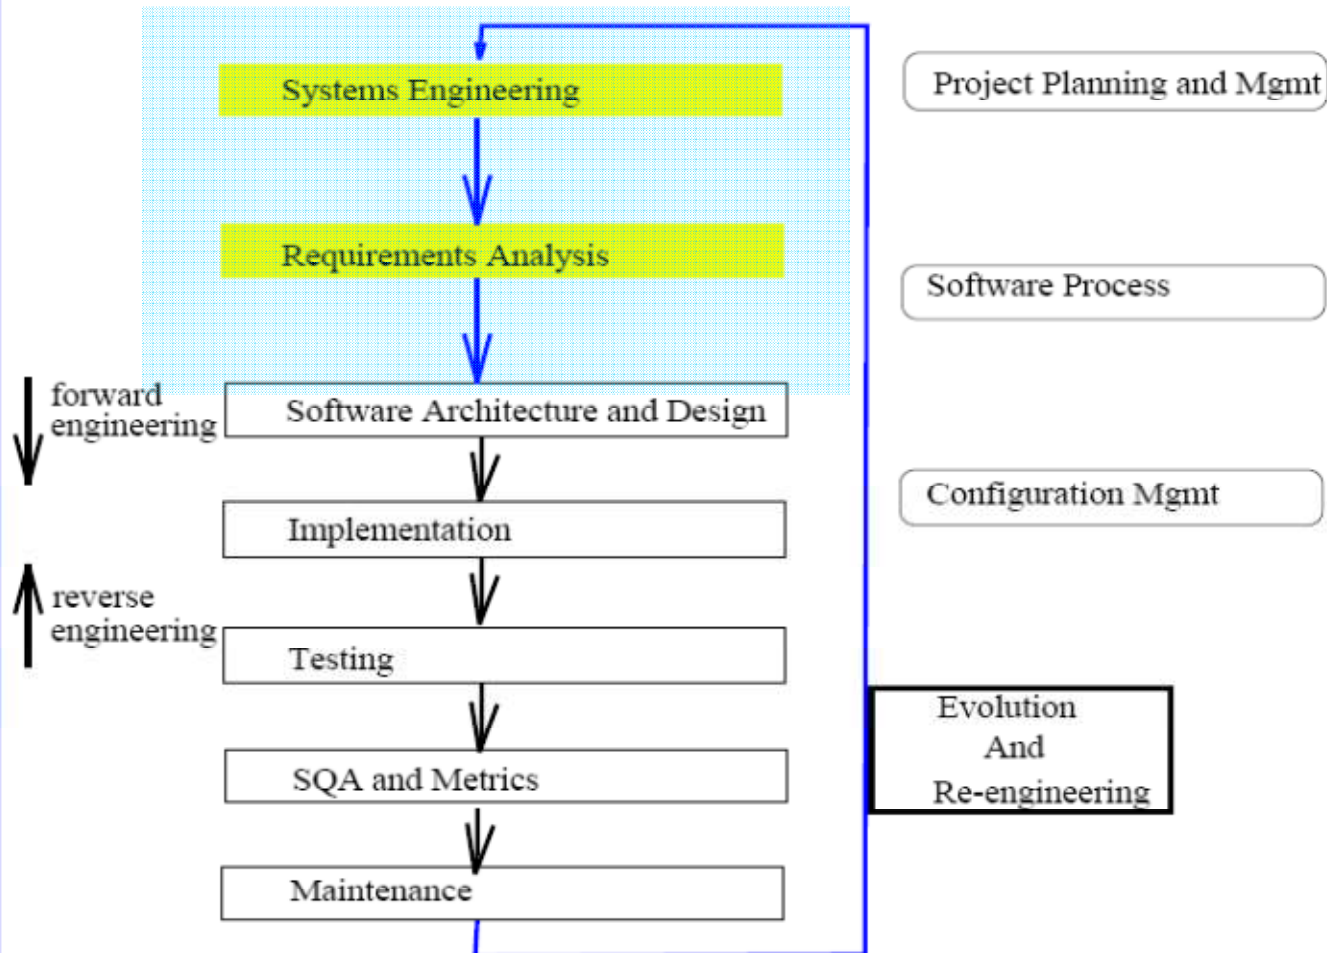 Systems Engineering
Project Planning and Mgmt
Requirements Analysis
Software Process
forward
engineering
Software Architecture and Design
Configuration Mgmt
Implementation
reverse
engineering
Testing
Evolution
And
Re-engineering
SQA and Metrics
Maintenance